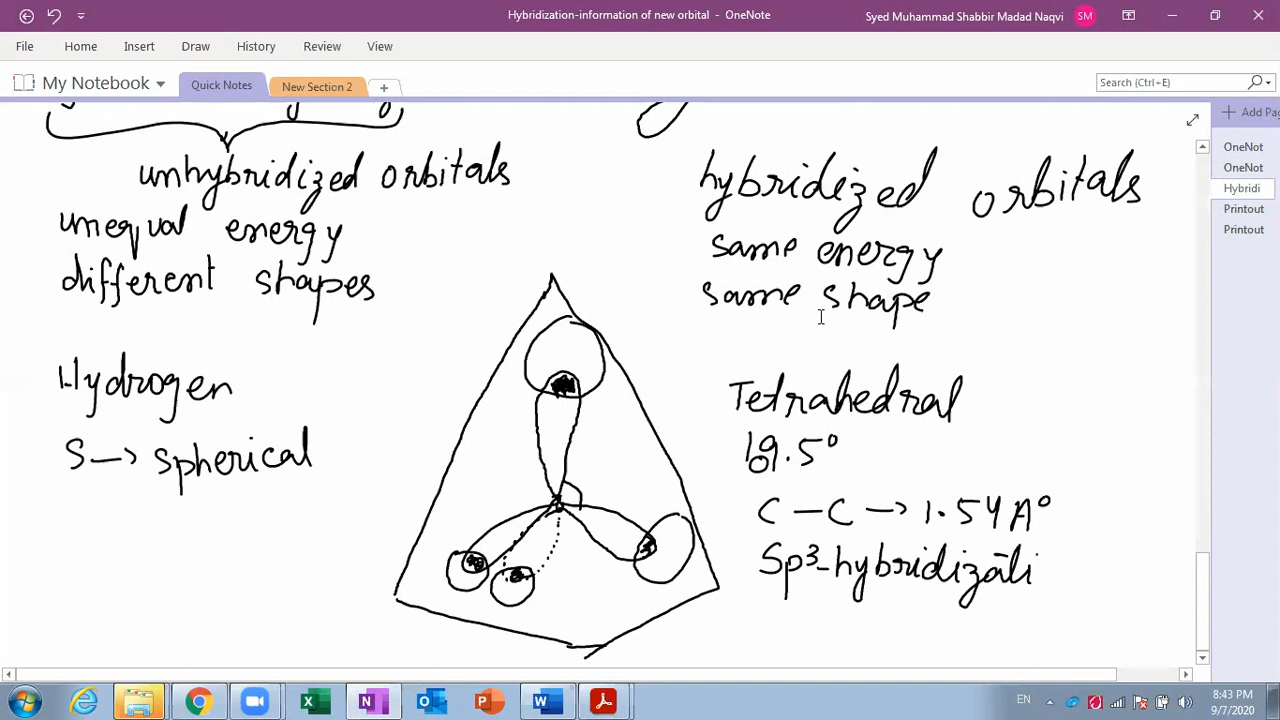 Hybridization-information of new orbital - OneNote
Syed Muhammad Shabbir Madad Naqvi
SM
File Home Insert Draw History Review View
My Notebook
Quick Notes
New Section 2
Search (Ctrl+E)
Add Pag
OneNot
OneNot
Hybridi
Printout
Printout
unhybridized orbitals
unequal energy
different shapes
Hydrogen
S → spherical
hybridized orbitals
same energy
same shape
Tetrahedral
109.5°
C – C → 1.54 A°
Sp³-hybridizati
EN
8:43 PM
9/7/2020